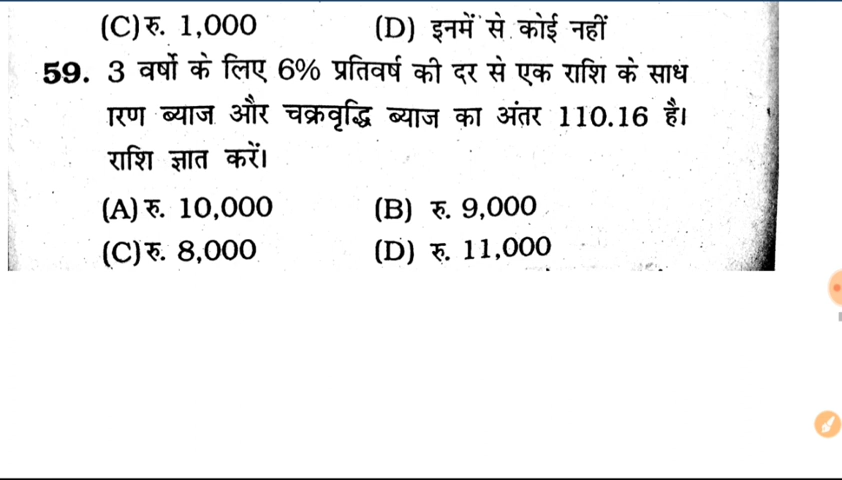 (C) रु. 1,000 (D) इनमें से कोई नहीं
59. 3 वर्षो के लिए 6% प्रतिवर्ष की दर से एक राशि के साध
ारण ब्याज और चक्रवृद्धि ब्याज का अंतर 110.16 है।
राशि ज्ञात करें।
(A) रु. 10,000 (B) रु. 9,000
(C) रु. 8,000 (D) रु. 11,000